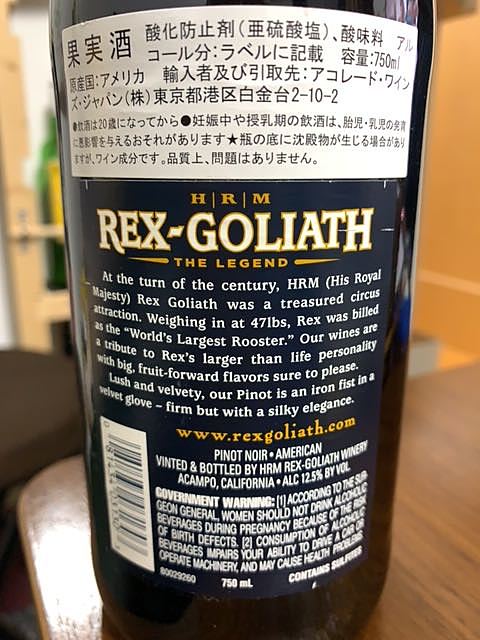 果実酒 酸化防止剤（亜硫酸塩）、酸味料 アル
コール分：ラベルに記載 容量：750ml
原産国：アメリカ 輸入者及び引取先：アコレード・ワイン
ズ・ジャパン（株）東京都港区白金台2-10-2
●飲酒は20歳になってから●妊娠中や授乳期の飲酒は、胎児・乳児の発育
に悪影響を与えるおそれがあります★瓶の底に沈殿物が生じる場合があり
ますが、ワイン成分です。品質上、問題はありません。
H|R|M
REX-GOLIATH
THE LEGEND
At the turn of the century, HRM (His Royal
Majesty) Rex Goliath was a treasured circus
attraction. Weighing in at 47lbs, Rex was billed
as the “World's Largest Rooster.” Our wines are
a tribute to Rex's larger than life personality
with big, fruit-forward flavors sure to please.
Lush and velvety, our Pinot is an iron fist in a
velvet glove – firm but with a silky elegance.
www.rexgoliath.com
PINOT NOIR • AMERICAN
VINTED & BOTTLED BY HRM REX-GOLIATH WINERY
ACAMPO, CALIFORNIA • ALC 12.5% BY VOL
GOVERNMENT WARNING: (1) ACCORDING TO THE SUR-
GEON GENERAL, WOMEN SHOULD NOT DRINK ALCOHOLIC
BEVERAGES DURING PREGNANCY BECAUSE OF THE RISK
OF BIRTH DEFECTS. (2) CONSUMPTION OF ALCOHOLIC
BEVERAGES IMPAIRS YOUR ABILITY TO DRIVE A CAR OR
OPERATE MACHINERY, AND MAY CAUSE HEALTH PROBLEMS
80029260 750 mL CONTAINS SULFITES